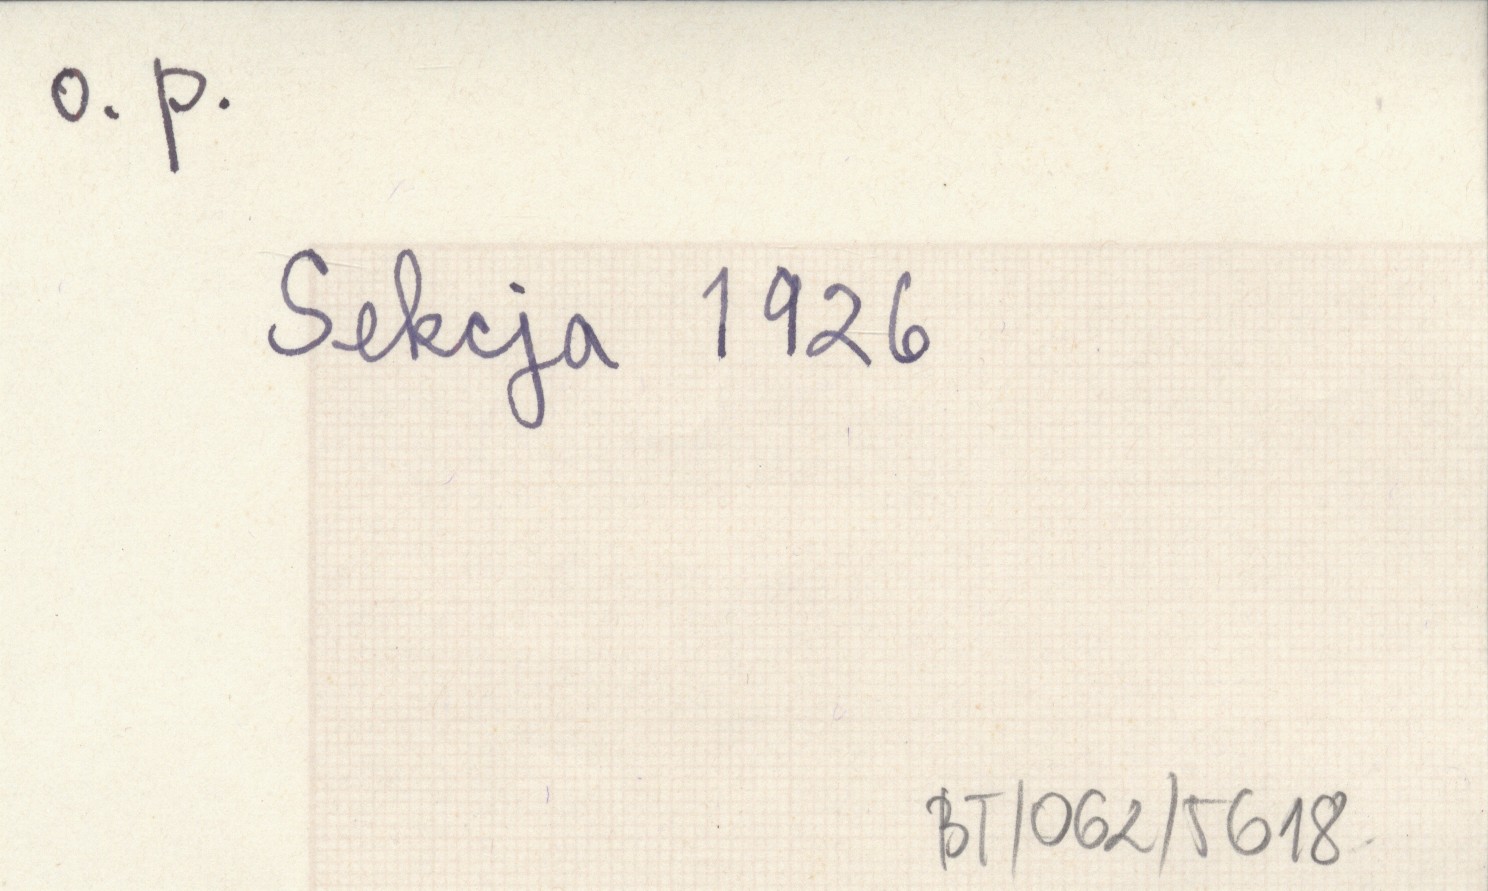 o. p.
Sekcja 1926
BT/062/5618